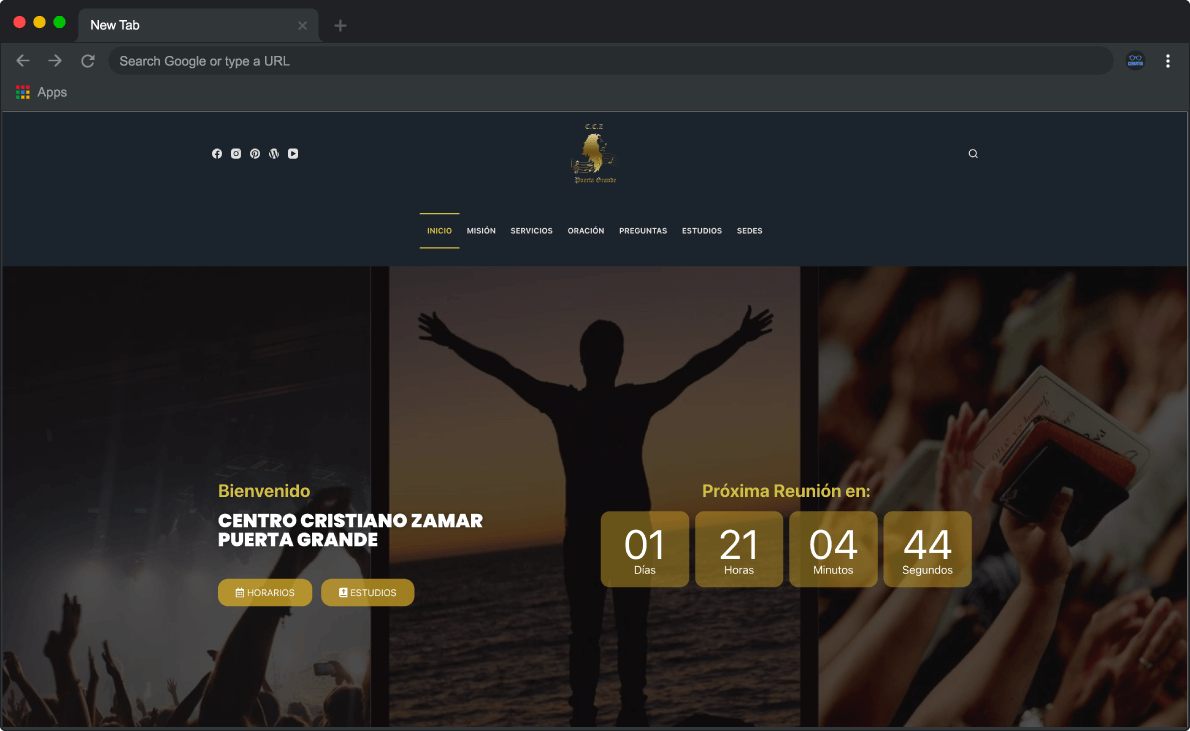 New Tab
Search Google or type a URL
Apps
C.C.Z
Puerta Grande
INICIO MISIÓN SERVICIOS ORACIÓN PREGUNTAS ESTUDIOS SEDES
Bienvenido
CENTRO CRISTIANO ZAMAR
PUERTA GRANDE
HORARIOS ESTUDIOS
Próxima Reunión en:
01 21 04 44
Días Horas Minutos Segundos